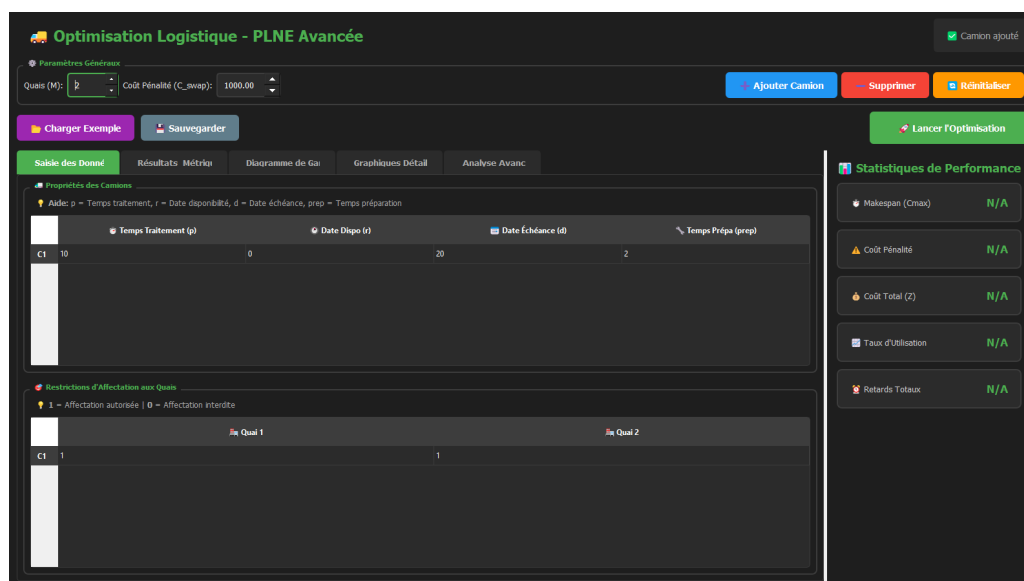 Optimisation Logistique - PLNE Avancée
Camion ajouté
Paramètres Généraux
Quais (M): 2 Coût Pénalité (C_swap): 1000.00
Ajouter Camion Supprimer Réinitialiser
Charger Exemple Sauvegarder Lancer l'Optimisation
Saisie des Donné Résultats Métriqu Diagramme de Ga Graphiques Détail Analyse Avanc
Statistiques de Performance
Propriétés des Camions
Aide: p = Temps traitement, r = Date disponibilité, d = Date échéance, prep = Temps préparation
Temps Traitement (p) Date Dispo (r) Date Échéance (d) Temps Prépa (prep)
C1 10 0 20 2
Makespan (Cmax) N/A
Coût Pénalité N/A
Coût Total (Z) N/A
Taux d'Utilisation N/A
Retards Totaux N/A
Restrictions d'Affectation aux Quais
1 = Affectation autorisée | 0 = Affectation interdite
Quai 1 Quai 2
C1 1 1